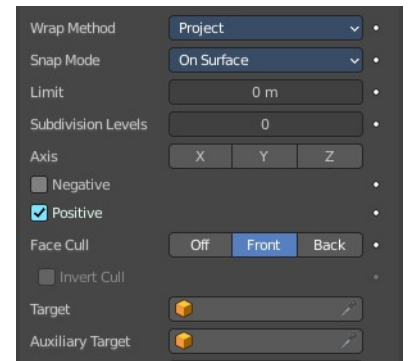 Wrap Method Project
Snap Mode On Surface
Limit 0 m
Subdivision Levels 0
Axis X Y Z
Negative
Positive
Face Cull Off Front Back
Invert Cull
Target
Auxiliary Target